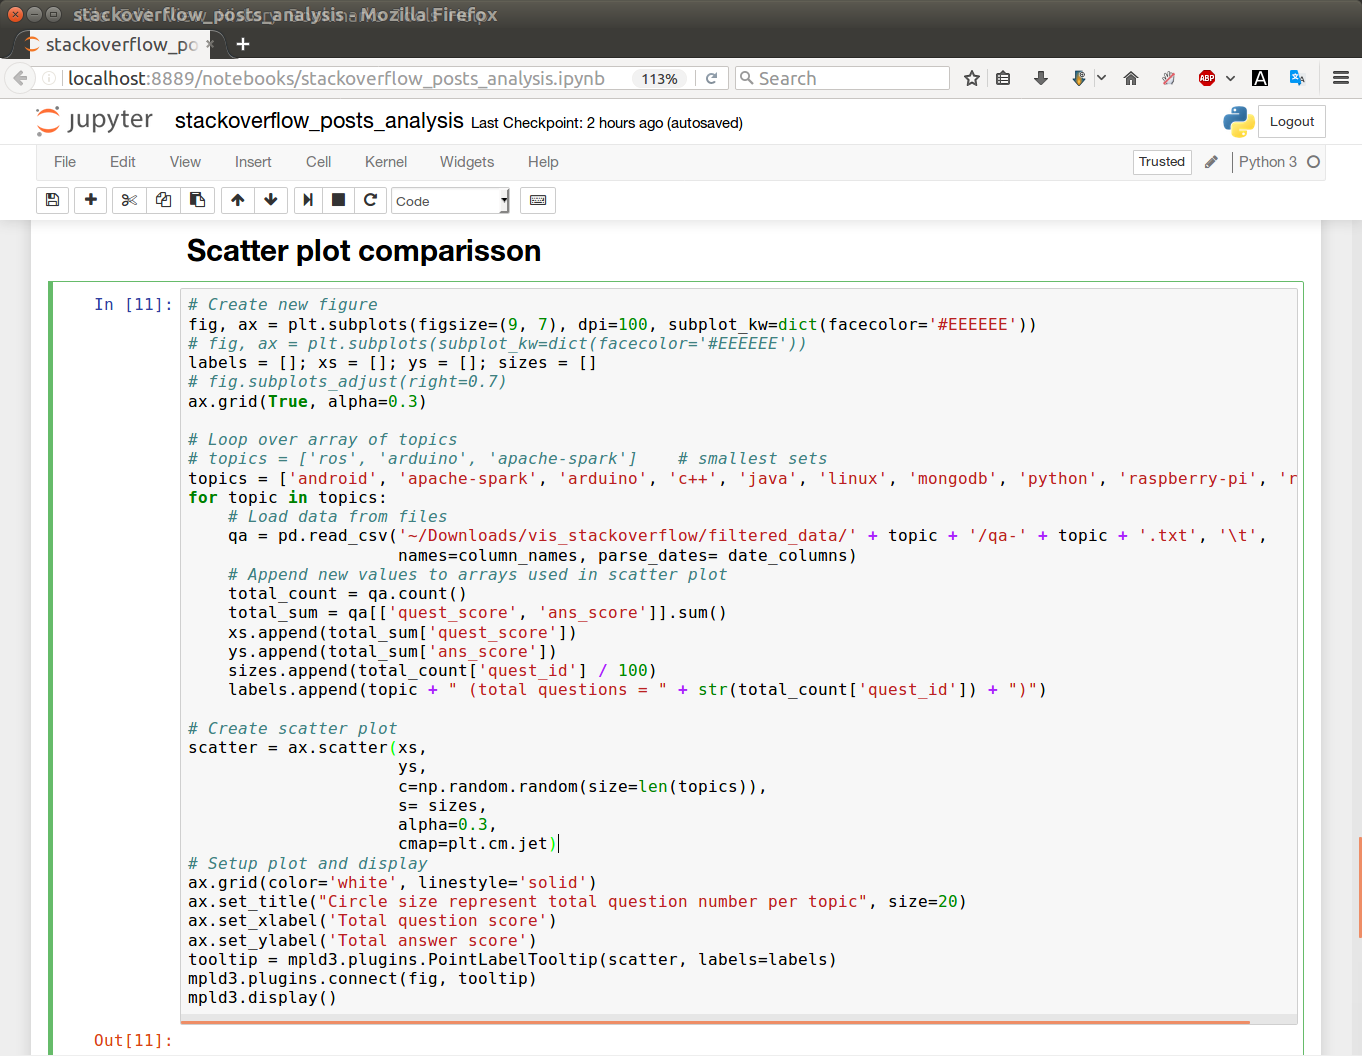 stackoverflow_posts_analysis - Mozilla Firefox
stackoverflow_po ×
localhost:8889/notebooks/stackoverflow_posts_analysis.ipynb 113% Search ABP A
jupyter stackoverflow_posts_analysis Last Checkpoint: 2 hours ago (autosaved) Logout
File Edit View Insert Cell Kernel Widgets Help Trusted Python 3
Code
Scatter plot comparisson
In [11]:
# Create new figure
fig, ax = plt.subplots(figsize=(9, 7), dpi=100, subplot_kw=dict(facecolor='#EEEEEE'))
# fig, ax = plt.subplots(subplot_kw=dict(facecolor='#EEEEEE'))
labels = []; xs = []; ys = []; sizes = []
# fig.subplots_adjust(right=0.7)
ax.grid(True, alpha=0.3)
# Loop over array of topics
# topics = ['ros', 'arduino', 'apache-spark']    # smallest sets
topics = ['android', 'apache-spark', 'arduino', 'c++', 'java', 'linux', 'mongodb', 'python', 'raspberry-pi', 'r
for topic in topics:
    # Load data from files
    qa = pd.read_csv('~/Downloads/vis_stackoverflow/filtered_data/' + topic + '/qa-' + topic + '.txt', '\t',
                     names=column_names, parse_dates= date_columns)
    # Append new values to arrays used in scatter plot
    total_count = qa.count()
    total_sum = qa[['quest_score', 'ans_score']].sum()
    xs.append(total_sum['quest_score'])
    ys.append(total_sum['ans_score'])
    sizes.append(total_count['quest_id'] / 100)
    labels.append(topic + " (total questions = " + str(total_count['quest_id']) + ")")
# Create scatter plot
scatter = ax.scatter(xs,
                     ys,
                     c=np.random.random(size=len(topics)),
                     s= sizes,
                     alpha=0.3,
                     cmap=plt.cm.jet)
# Setup plot and display
ax.grid(color='white', linestyle='solid')
ax.set_title("Circle size represent total question number per topic", size=20)
ax.set_xlabel('Total question score')
ax.set_ylabel('Total answer score')
tooltip = mpld3.plugins.PointLabelTooltip(scatter, labels=labels)
mpld3.plugins.connect(fig, tooltip)
mpld3.display()
Out[11]: